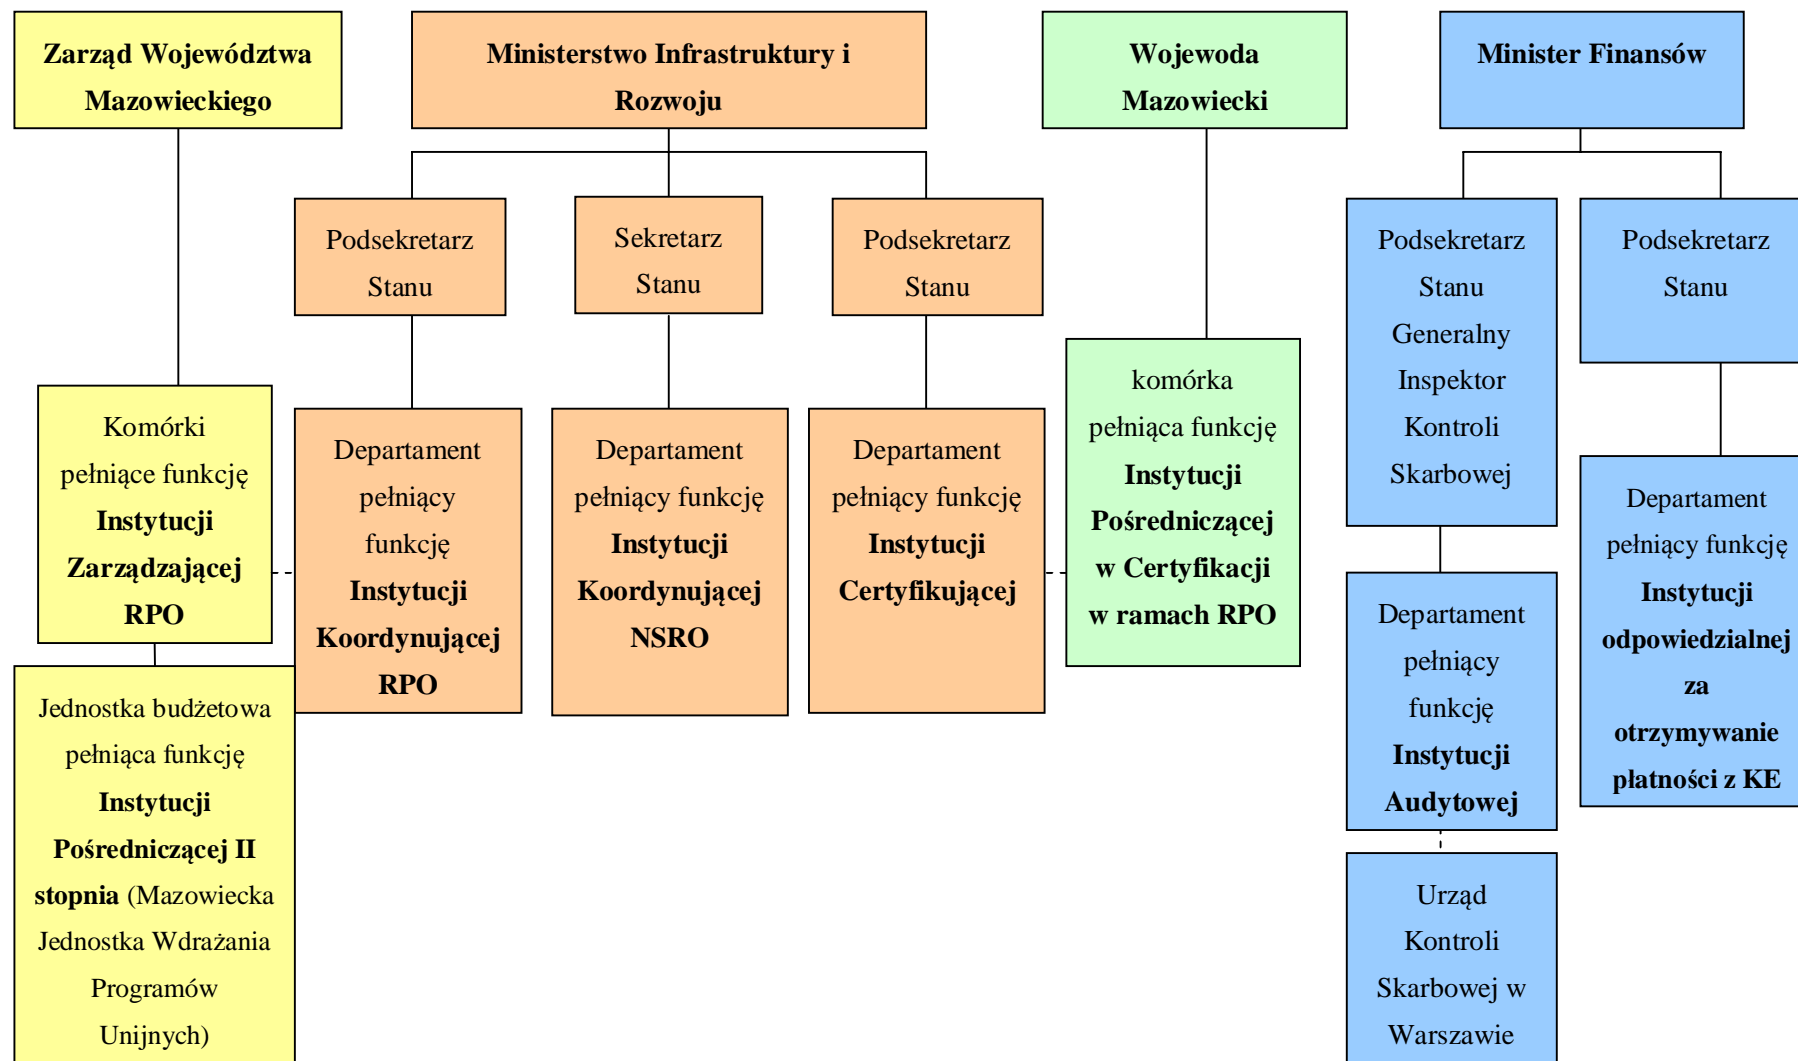 Zarząd Województwa
Mazowieckiego
Ministerstwo Infrastruktury i
Rozwoju
Wojewoda
Mazowiecki
Minister Finansów
Podsekretarz
Stanu
Sekretarz
Stanu
Podsekretarz
Stanu
Podsekretarz
Stanu
Generalny
Inspektor
Kontroli
Skarbowej
Podsekretarz
Stanu
Komórki
pełniące funkcję
Instytucji
Zarządzającej
RPO
Departament
pełniący
funkcję
Instytucji
Koordynującej
RPO
Departament
pełniący funkcję
Instytucji
Koordynującej
NSRO
Departament
pełniący funkcję
Instytucji
Certyfikującej
komórka
pełniąca funkcję
Instytucji
Pośredniczącej
w Certyfikacji
w ramach RPO
Departament
pełniący funkcję
Instytucji
odpowiedzialnej
za
otrzymywanie
płatności z KE
Departament
pełniący
funkcję
Instytucji
Audytowej
Jednostka budżetowa
pełniąca funkcję
Instytucji
Pośredniczącej II
stopnia (Mazowiecka
Jednostka Wdrażania
Programów
Unijnych)
Urząd
Kontroli
Skarbowej w
Warszawie